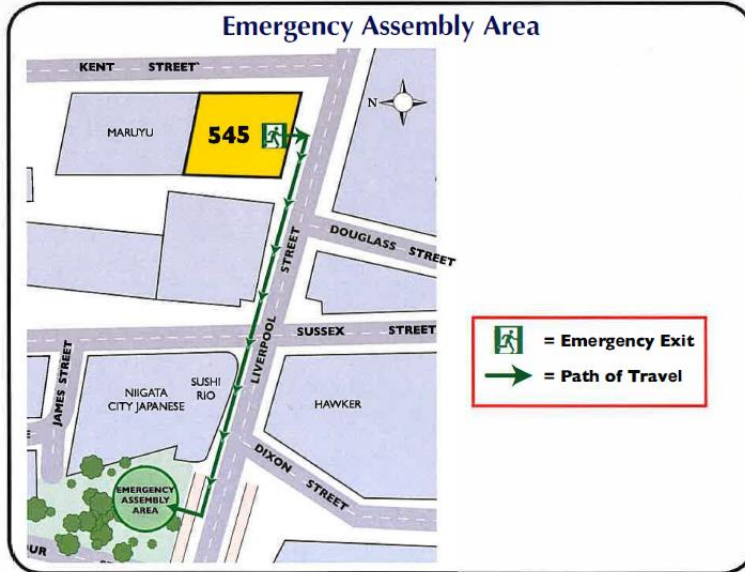 Emergency Assembly Area
KENT STREET
N
MARUYU
545
DOUGLASS STREET
LIVERPOOL STREET
SUSSEX STREET
JAMES STREET
SUSHI
RIO
NIIGATA
CITY JAPANESE
HAWKER
DIXON STREET
EMERGENCY
ASSEMBLY
AREA
= Emergency Exit
= Path of Travel